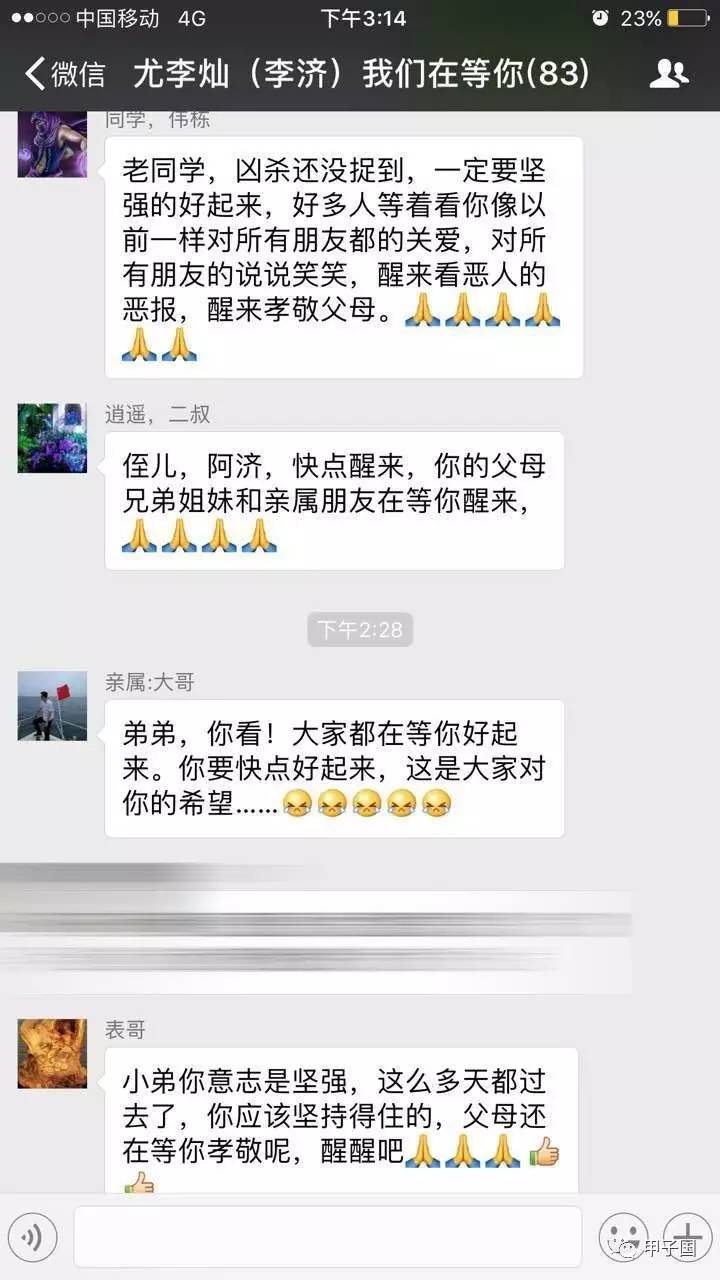 中国移动 4G 下午3:14 23%
微信 尤李灿（李济）我们在等你(83)
同学，伟栋
老同学，凶杀还没捉到，一定要坚
强的好起来，好多人等着看你像以
前一样对所有朋友都的关爱，对所
有朋友的说说笑笑，醒来看恶人的
恶报，醒来孝敬父母。🙏🙏🙏🙏
🙏🙏
逍遥，二叔
侄儿，阿济，快点醒来，你的父母
兄弟姐妹和亲属朋友在等你醒来，
🙏🙏🙏🙏
下午2:28
亲属:大哥
弟弟，你看！大家都在等你好起
来。你要快点好起来，这是大家对
你的希望……😭😭😭😭😭
表哥
小弟你意志是坚强，这么多天都过
去了，你应该坚持得住的，父母还
在等你孝敬呢，醒醒吧🙏🙏🙏👍
👍
甲子国